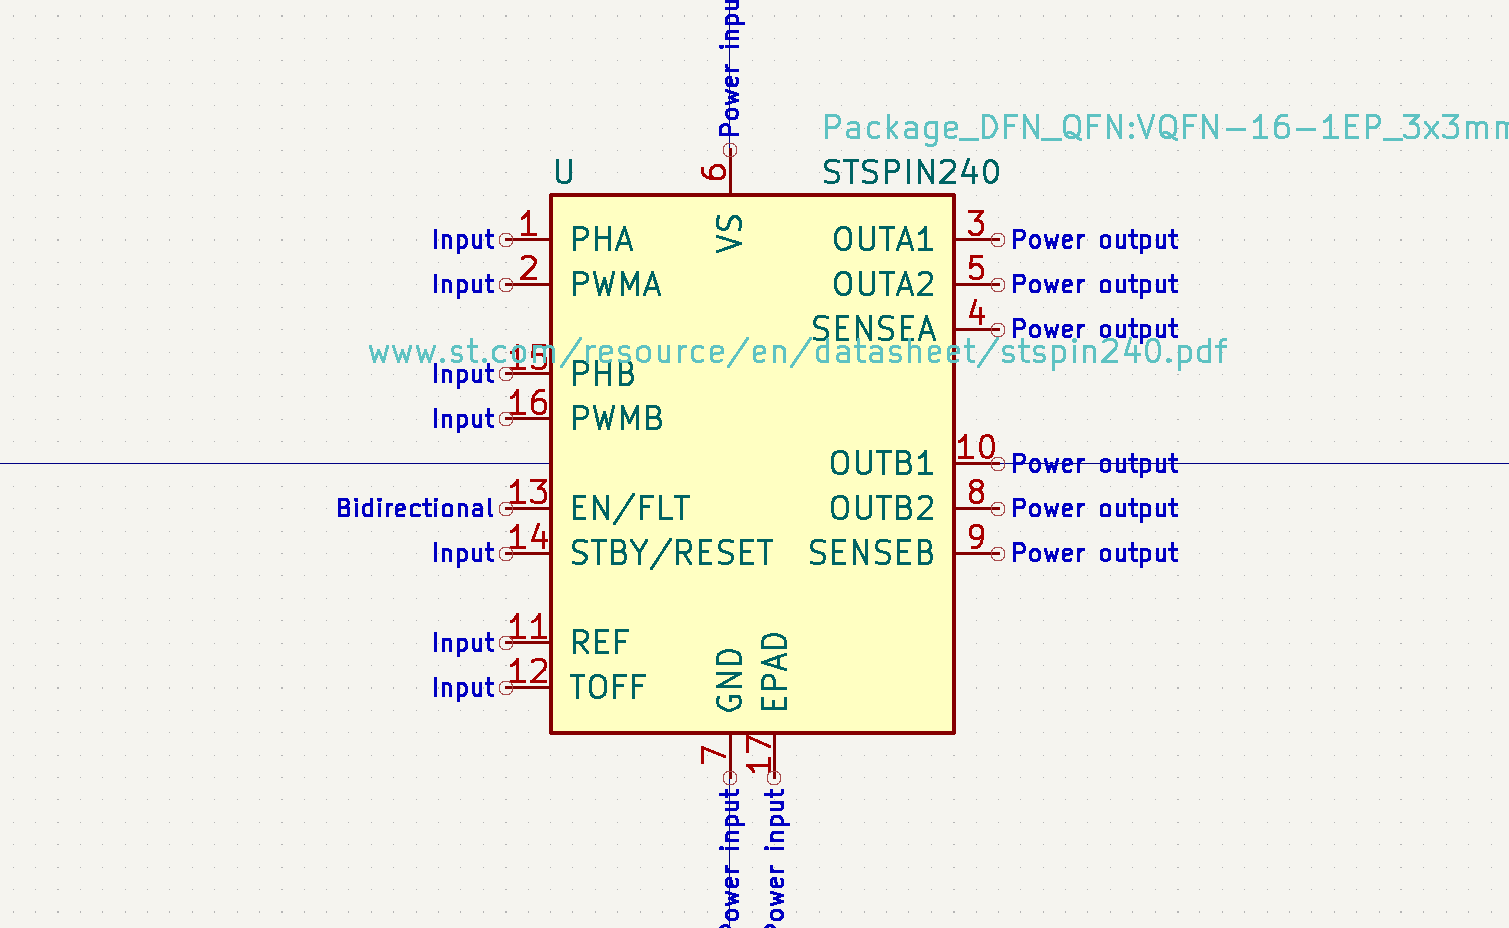 Power input
Package_DFN_QFN:VQFN-16-1EP_3x3mm
6
U
STSPIN240
VS
Input 1 PHA
OUTA1 3 Power output
Input 2 PWMA
OUTA2 5 Power output
SENSEA 4 Power output
www.st.com/resource/en/datasheet/stspin240.pdf
Input 15 PHB
Input 16 PWMB
OUTB1 10 Power output
Bidirectional 13 EN/FLT
OUTB2 8 Power output
Input 14 STBY/RESET
SENSEB 9 Power output
Input 11 REF
Input 12 TOFF
GND
EPAD
7
17
Power input
Power input